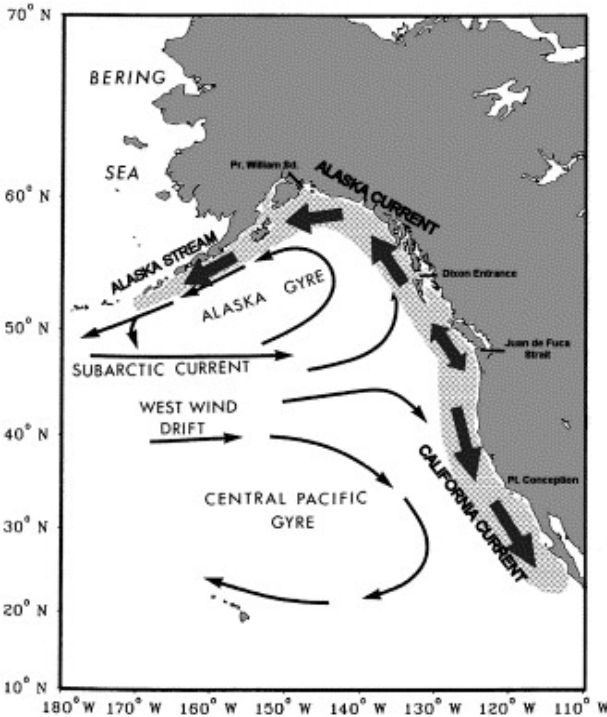 70° N
BERING
SEA
Pr. William Sd.
ALASKA CURRENT
60° N
ALASKA STREAM
Dixon Entrance
ALASKA GYRE
50° N
Juan de Fuca
Strait
SUBARCTIC CURRENT
WEST WIND
DRIFT
40° N
Pt. Conception
CENTRAL PACIFIC
GYRE
CALIFORNIA CURRENT
30° N
20° N
10° N
180° W 170° W 160° W 150° W 140° W 130° W 120° W 110° W